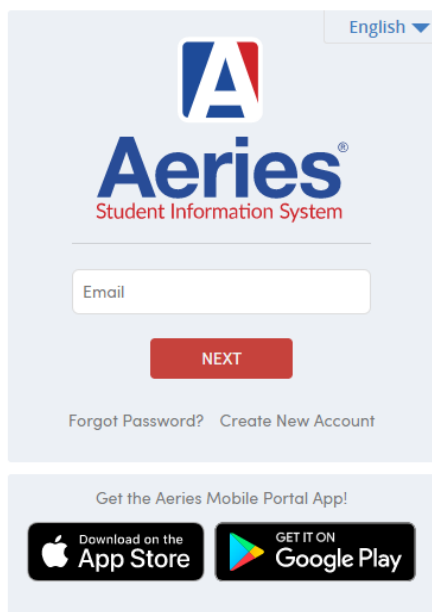 English
A
Aeries®
Student Information System
Email
NEXT
Forgot Password? Create New Account
Get the Aeries Mobile Portal App!
Download on the
App Store
GET IT ON
Google Play